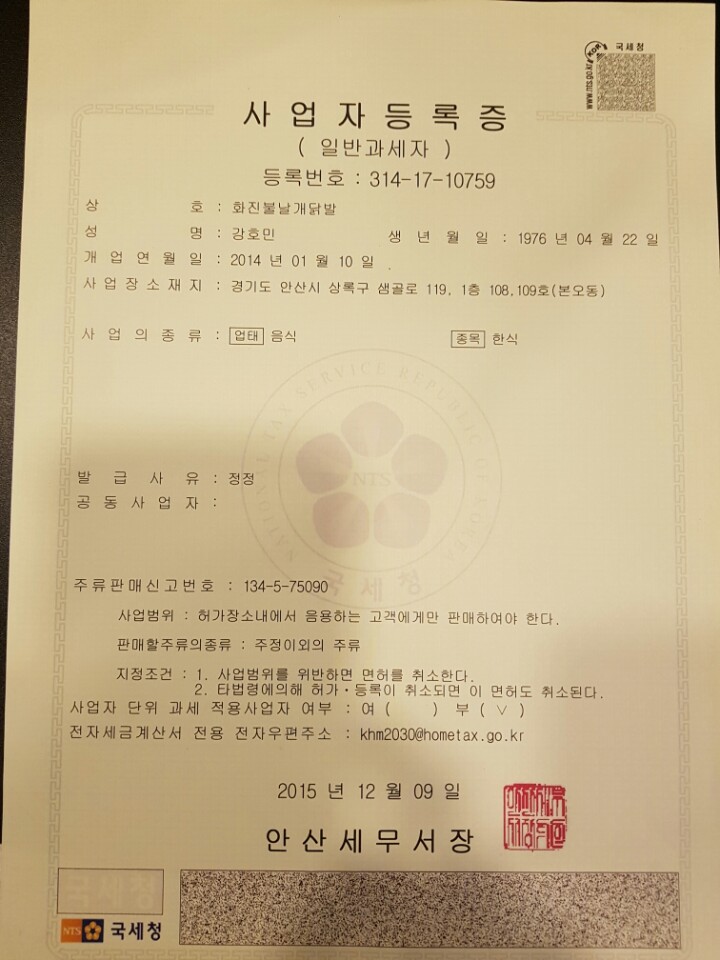 국세청
사업자등록증
( 일반과세자 )
등록번호 : 314-17-10759
상 호 : 화진불날개닭발
성 명 : 강호민 생 년 월 일 : 1976 년 04 월 22 일
개 업 연 월 일 : 2014 년 01 월 10 일
사 업 장 소 재 지 : 경기도 안산시 상록구 샘골로 119, 1층 108,109호(본오동)
사 업 의 종 류 : 업태 음식 종목 한식
NATIONAL TAX SERVICE REPUBLIC OF KOREA
NTS
국세청
발 급 사 유 : 정정
공 동 사 업 자 :
주류판매신고번호 : 134-5-75090
사업범위 : 허가장소내에서 음용하는 고객에게만 판매하여야 한다.
판매할주류의종류 : 주정이외의 주류
지정조건 : 1. 사업범위를 위반하면 면허를 취소한다.
2. 타법령에의해 허가·등록이 취소되면 이 면허도 취소된다.
사업자 단위 과세 적용사업자 여부 : 여 ( ) 부 ( ∨ )
전자세금계산서 전용 전자우편주소 : khm2030@hometax.go.kr
2015 년 12 월 09 일
안산세무서장
국세청
NTS 국세청